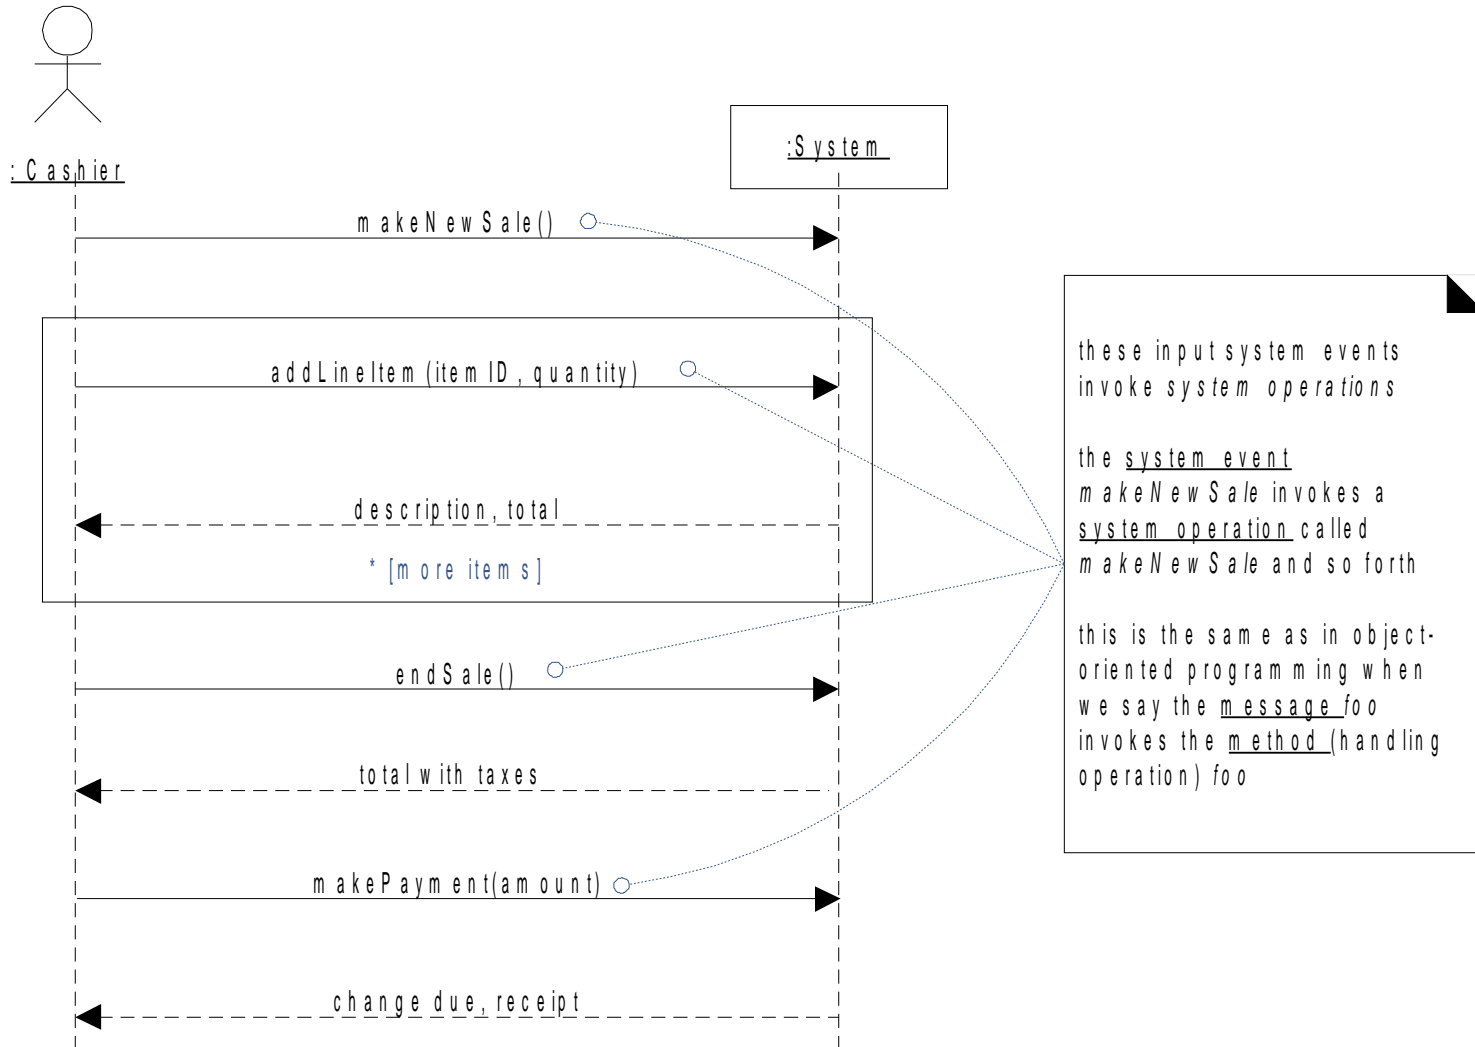 : Cashier
:System
makeNewSale()
addLineItem(itemID, quantity)
description, total
* [more items]
endSale()
total with taxes
makePayment(amount)
change due, receipt
these input system events
invoke system operations
the system event
makeNewSale invokes a
system operation called
makeNewSale and so forth
this is the same as in object-
oriented programming when
we say the message foo
invokes the method (handling
operation) foo